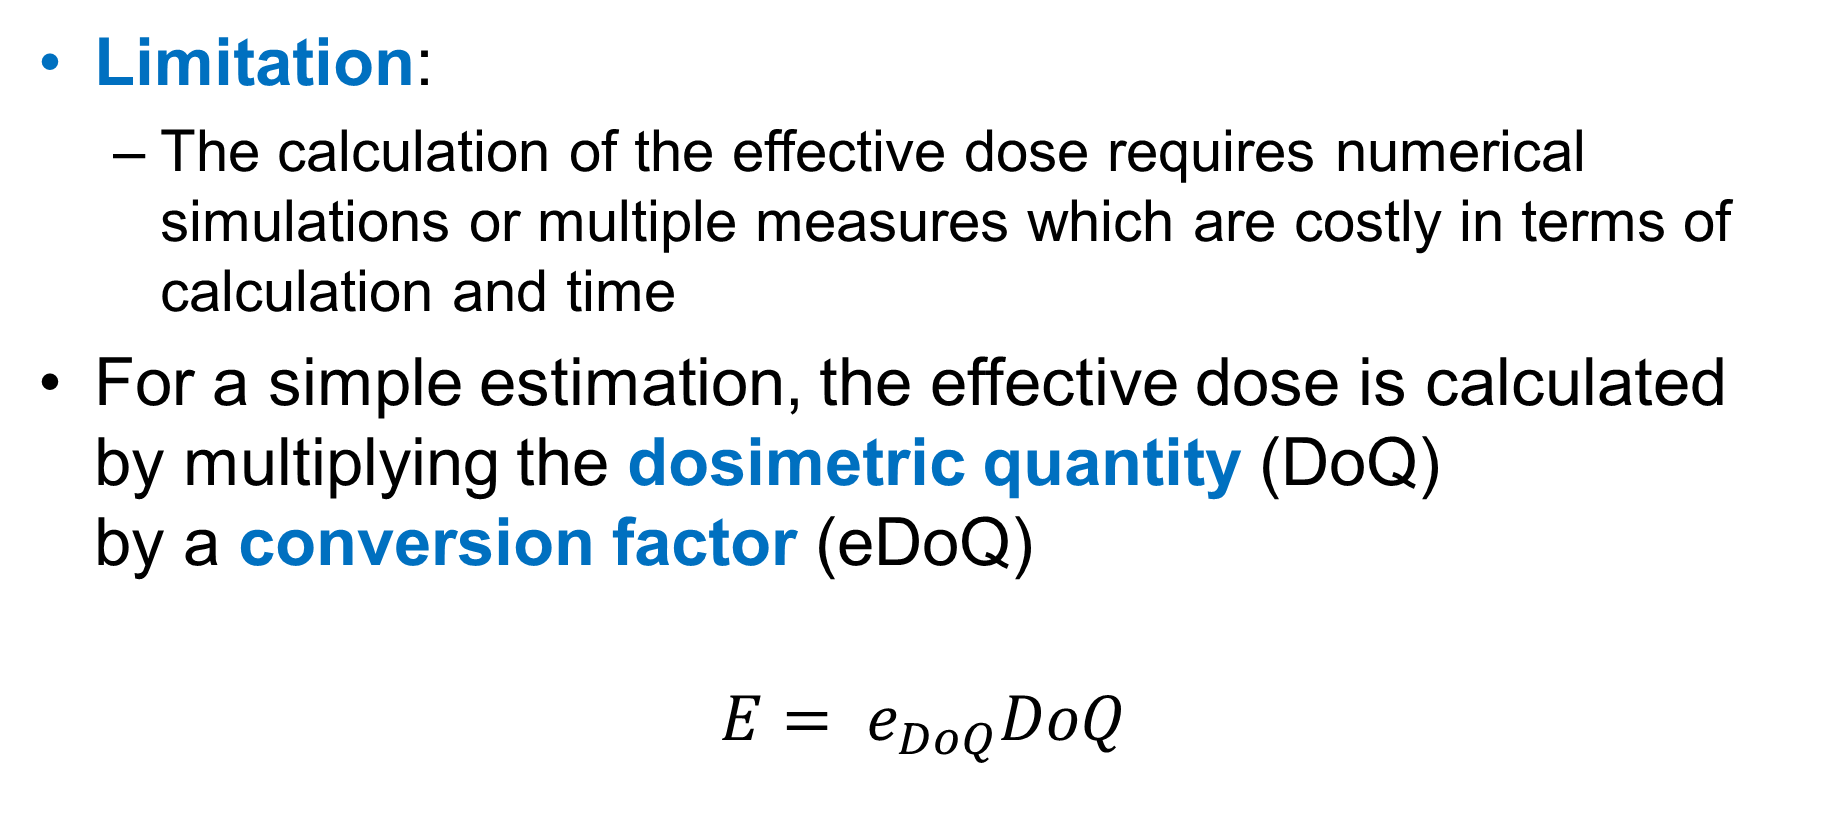 • Limitation:
– The calculation of the effective dose requires numerical
simulations or multiple measures which are costly in terms of
calculation and time
• For a simple estimation, the effective dose is calculated
by multiplying the dosimetric quantity (DoQ)
by a conversion factor (eDoQ)
E = e_{DoQ}DoQ